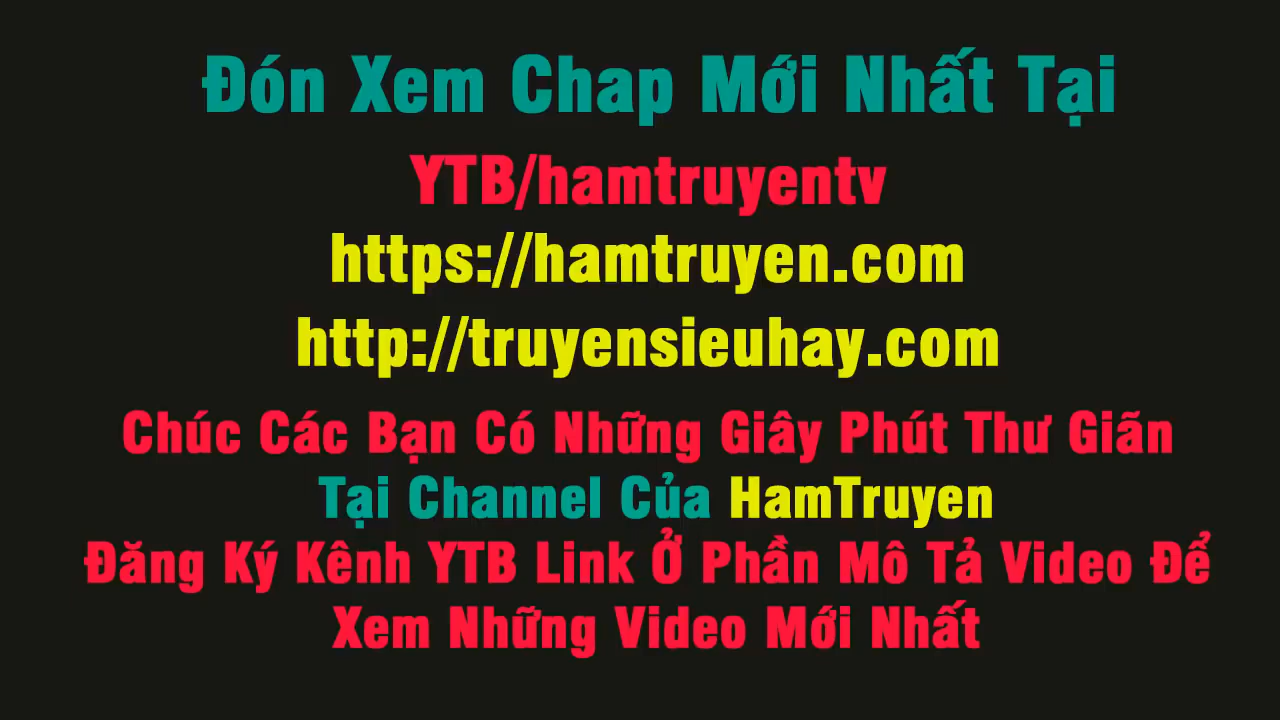 Đón Xem Chap Mới Nhất Tại
YTB/hamtruyentv
https://hamtruyen.com
http://truyensieuhay.com
Chúc Các Bạn Có Những Giây Phút Thư Giãn
Tại Channel Của HamTruyen
Đăng Ký Kênh YTB Link Ở Phần Mô Tả Video Để
Xem Những Video Mới Nhất